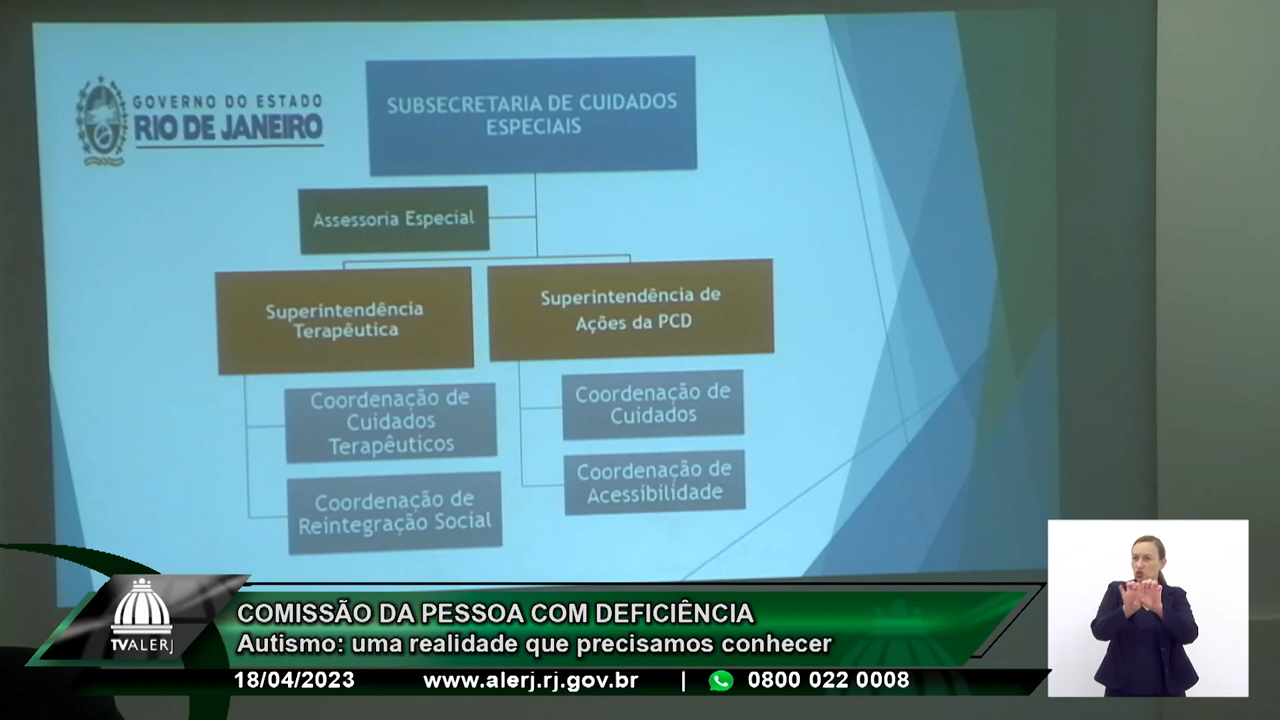 GOVERNO DO ESTADO
RIO DE JANEIRO
SUBSECRETARIA DE CUIDADOS
ESPECIAIS
Assessoria Especial
Superintendência
Terapêutica
Superintendência de
Ações da PCD
Coordenação de
Cuidados
Terapêuticos
Coordenação de
Reintegração Social
Coordenação de
Cuidados
Coordenação de
Acessibilidade
TVALERJ
COMISSÃO DA PESSOA COM DEFICIÊNCIA
Autismo: uma realidade que precisamos conhecer
18/04/2023 www.alerj.rj.gov.br | 0800 022 0008